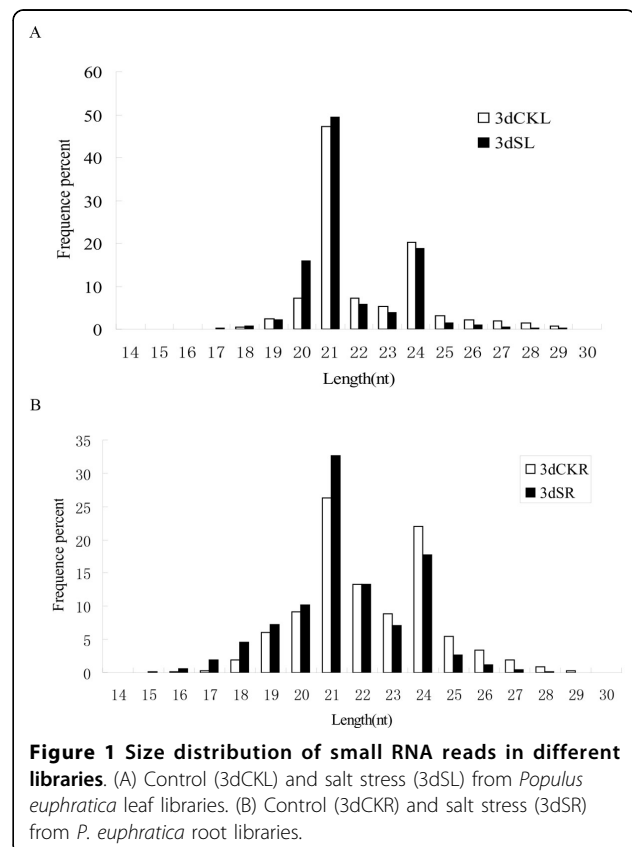 A
60
50
40
30
20
10
0
Frequence percent
3dCKL
3dSL
14 15 16 17 18 19 20 21 22 23 24 25 26 27 28 29 30
Length(nt)
B
35
30
25
20
15
10
5
0
Frequence percent
3dCKR
3dSR
14 15 16 17 18 19 20 21 22 23 24 25 26 27 28 29 30
Length(nt)
Figure 1 Size distribution of small RNA reads in different
libraries. (A) Control (3dCKL) and salt stress (3dSL) from Populus
euphratica leaf libraries. (B) Control (3dCKR) and salt stress (3dSR)
from P. euphratica root libraries.